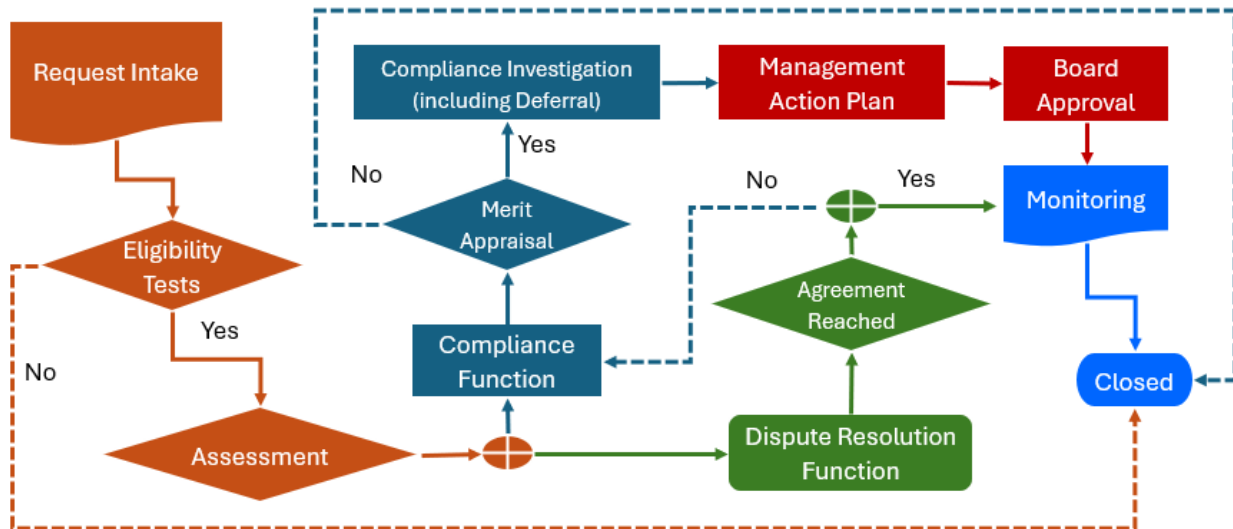 Request Intake
Compliance Investigation
(including Deferral)
Management
Action Plan
Board
Approval
Yes
No
Merit
Appraisal
No
Yes
Monitoring
Eligibility
Tests
Agreement
Reached
Yes
No
Compliance
Function
Closed
Assessment
Dispute Resolution
Function